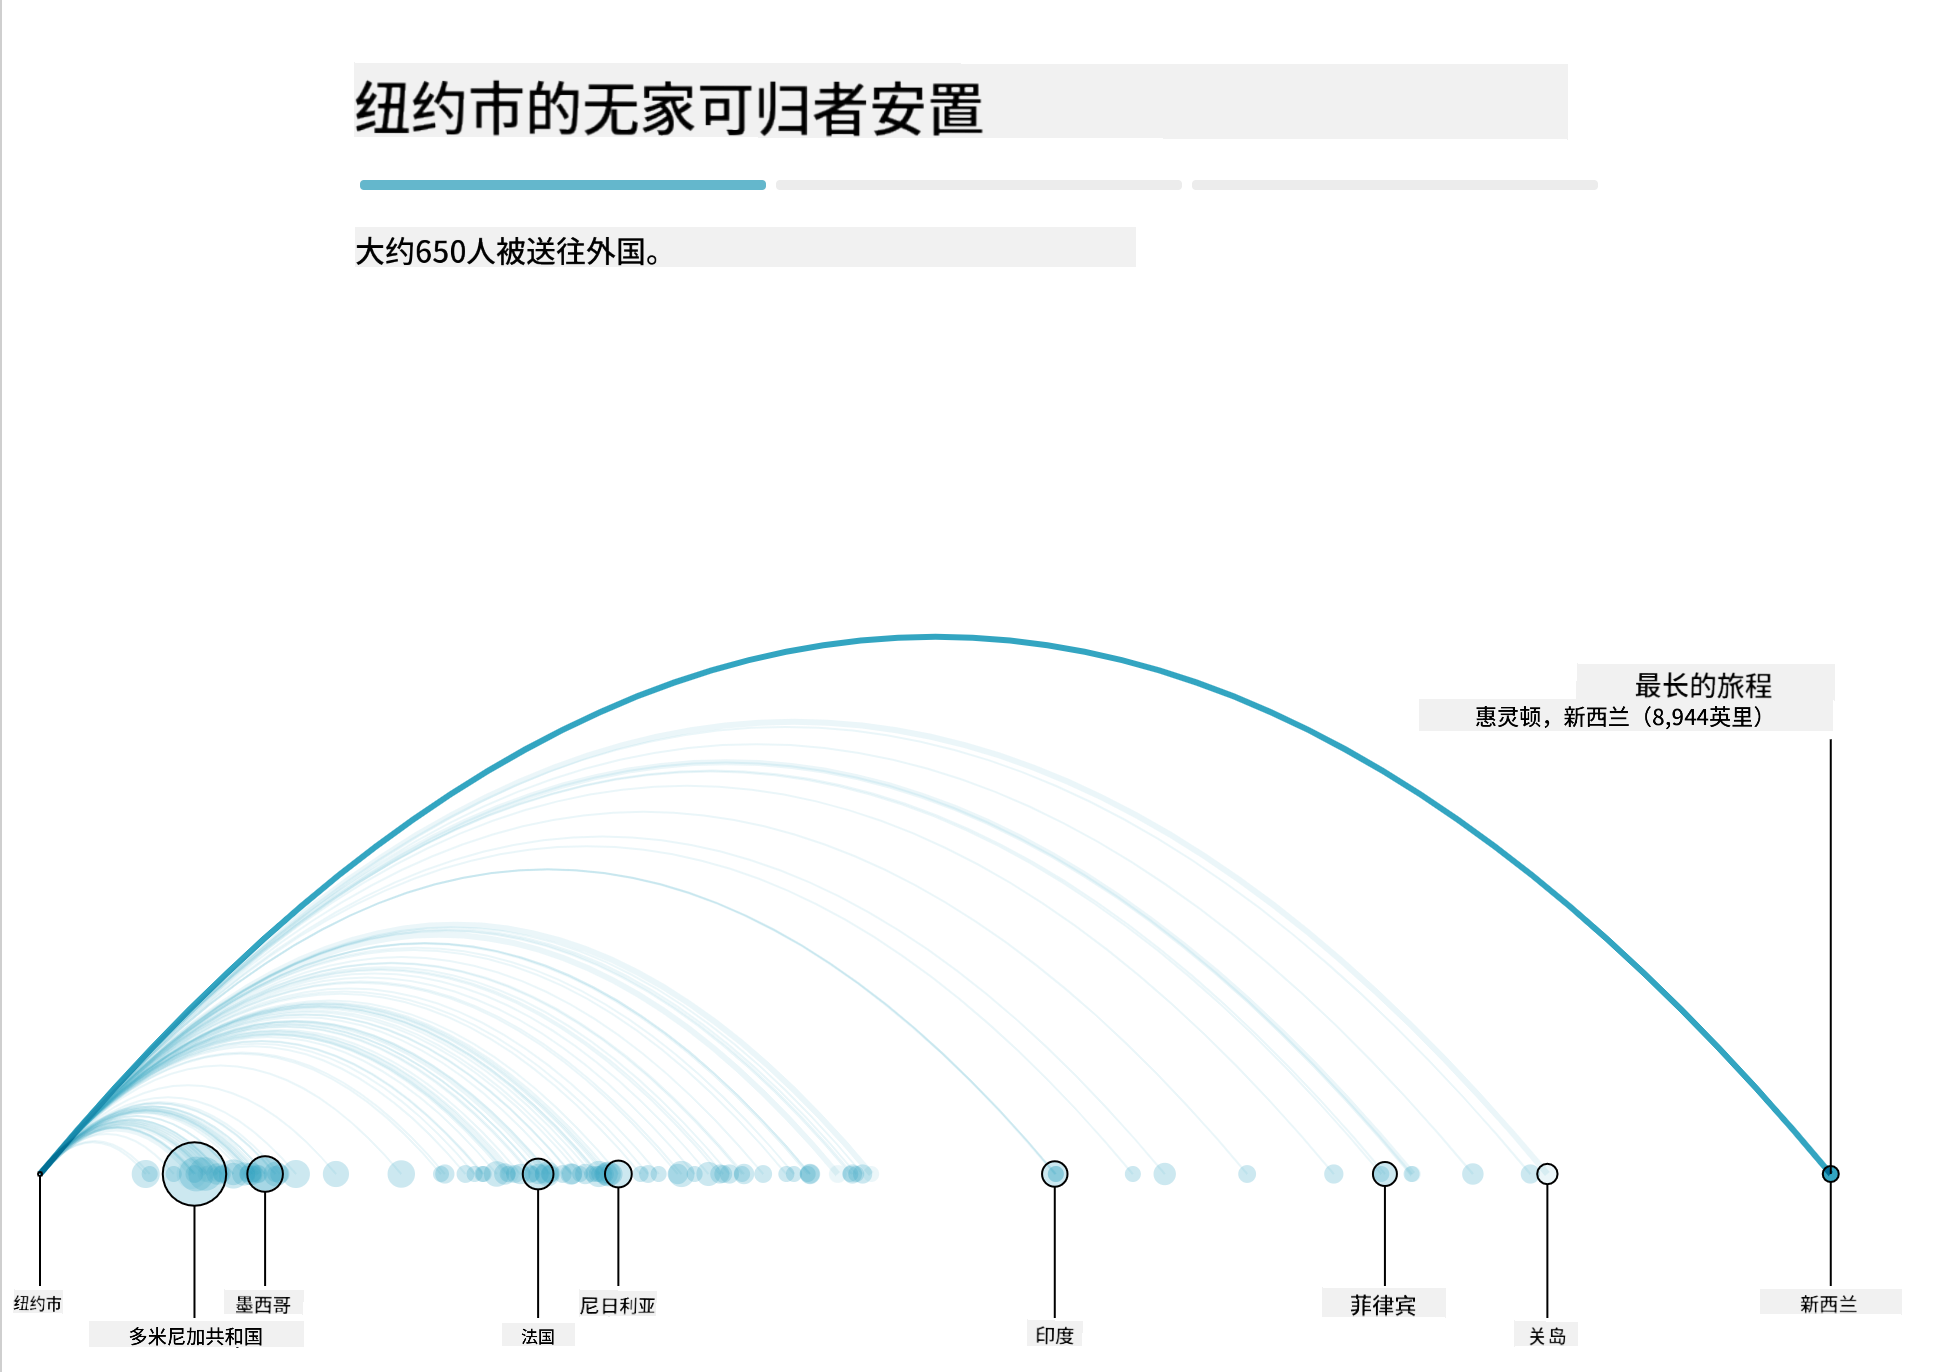 纽约市的无家可归者安置
大约650人被送往外国。
最长的旅程
惠灵顿，新西兰（8,944英里）
纽约市
多米尼加共和国
墨西哥
法国
尼日利亚
印度
菲律宾
关岛
新西兰